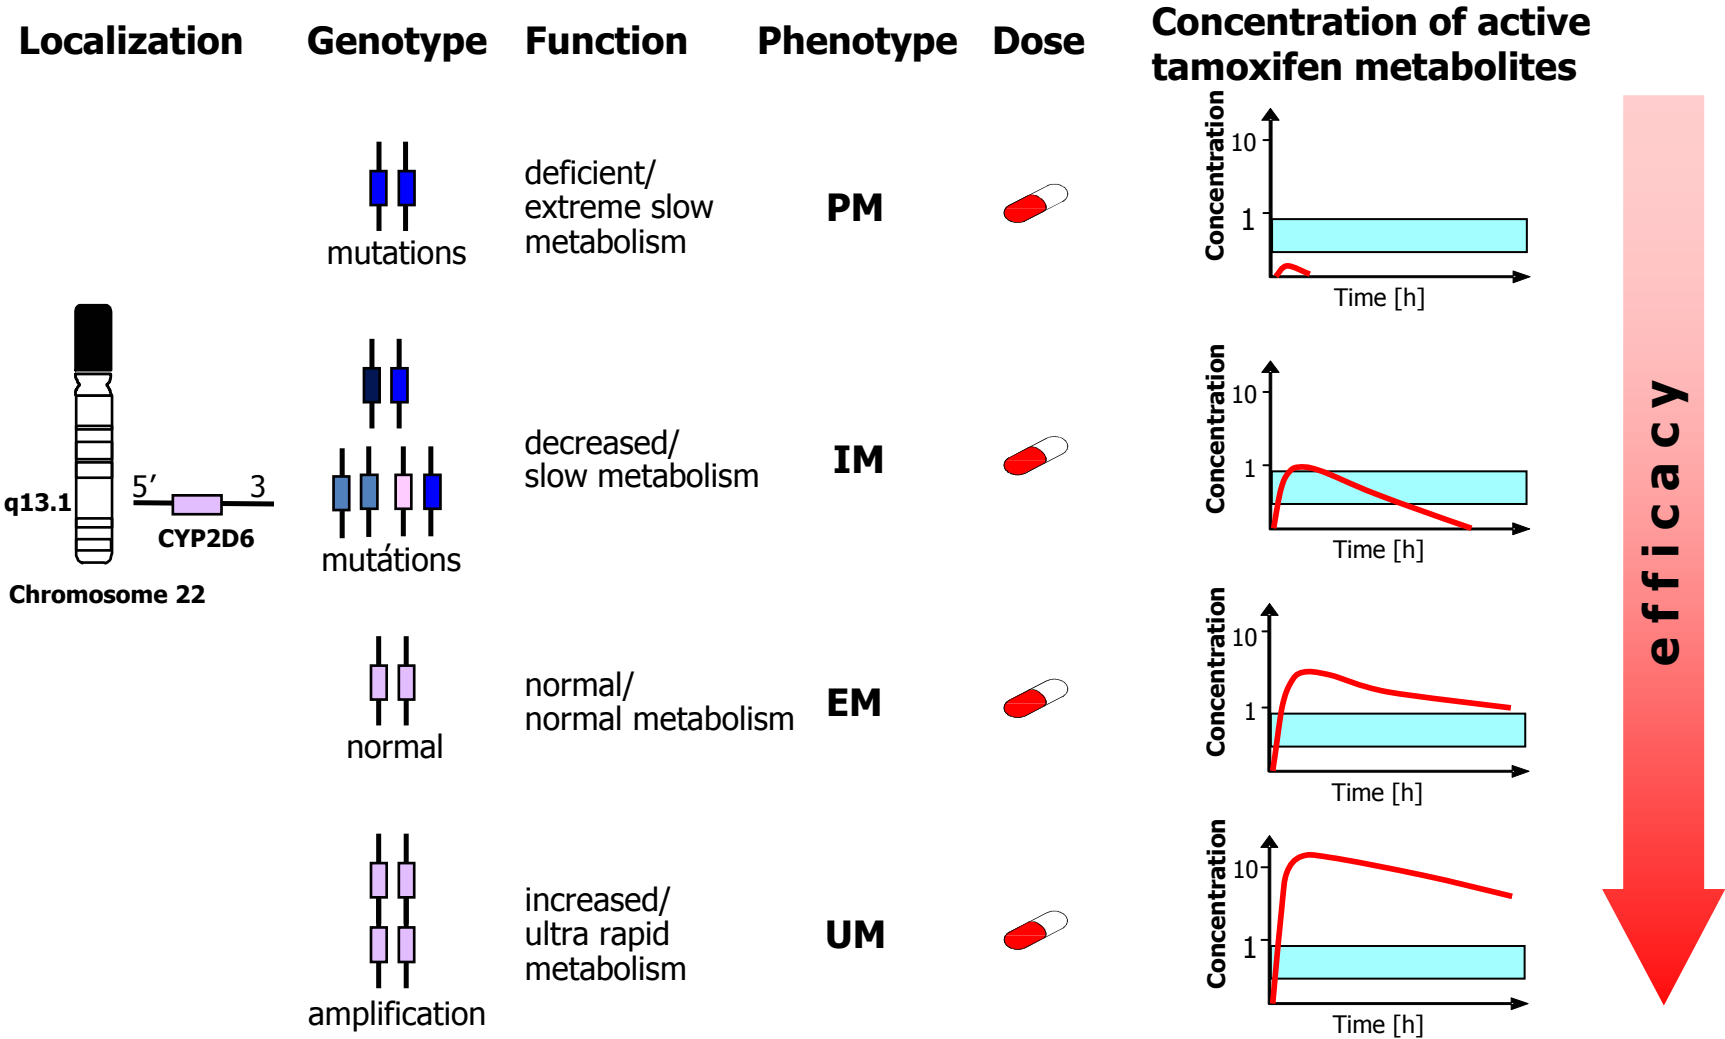 Localization
Genotype
Function
Phenotype
Dose
Concentration of active
tamoxifen metabolites
mutations
deficient/
extreme slow
metabolism
PM
Concentration
10
1
Time [h]
q13.1
5′
3
CYP2D6
Chromosome 22
mutátions
decreased/
slow metabolism
IM
Concentration
10
1
Time [h]
normal
normal/
normal metabolism
EM
Concentration
10
1
Time [h]
amplification
increased/
ultra rapid
metabolism
UM
Concentration
10
1
Time [h]
efficacy